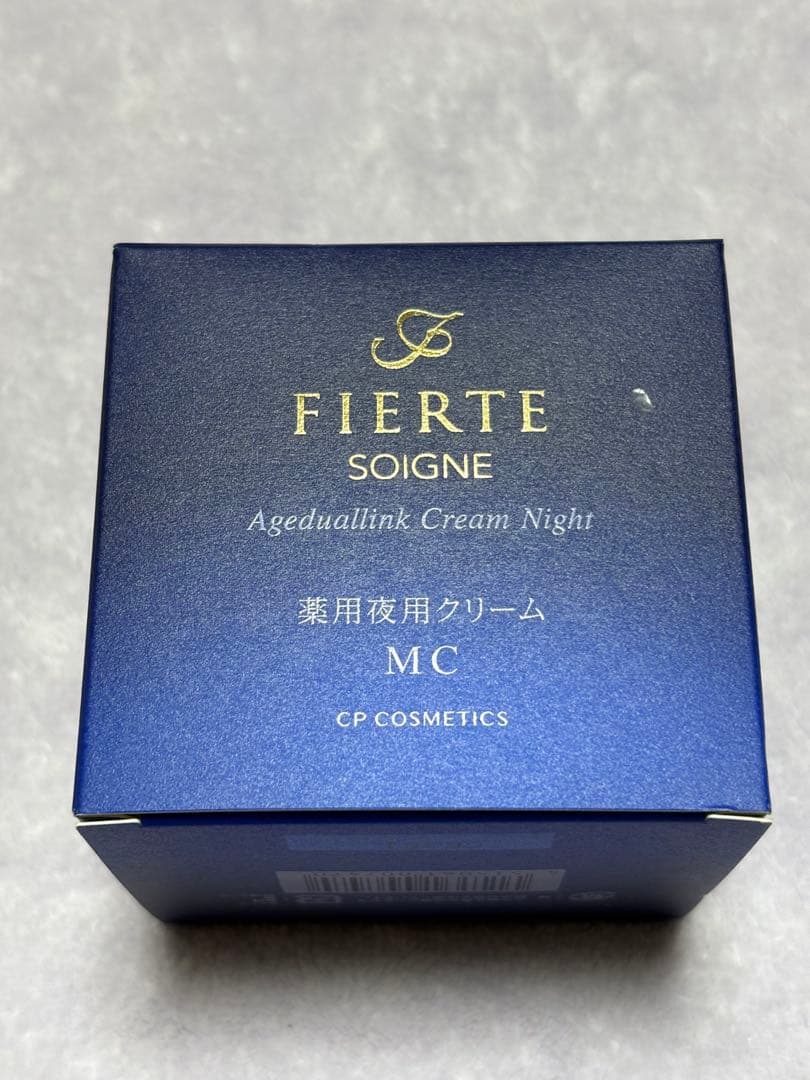 FIERTE
SOIGNE
Ageduallink Cream Night
薬用夜用クリーム
MC
CP COSMETICS